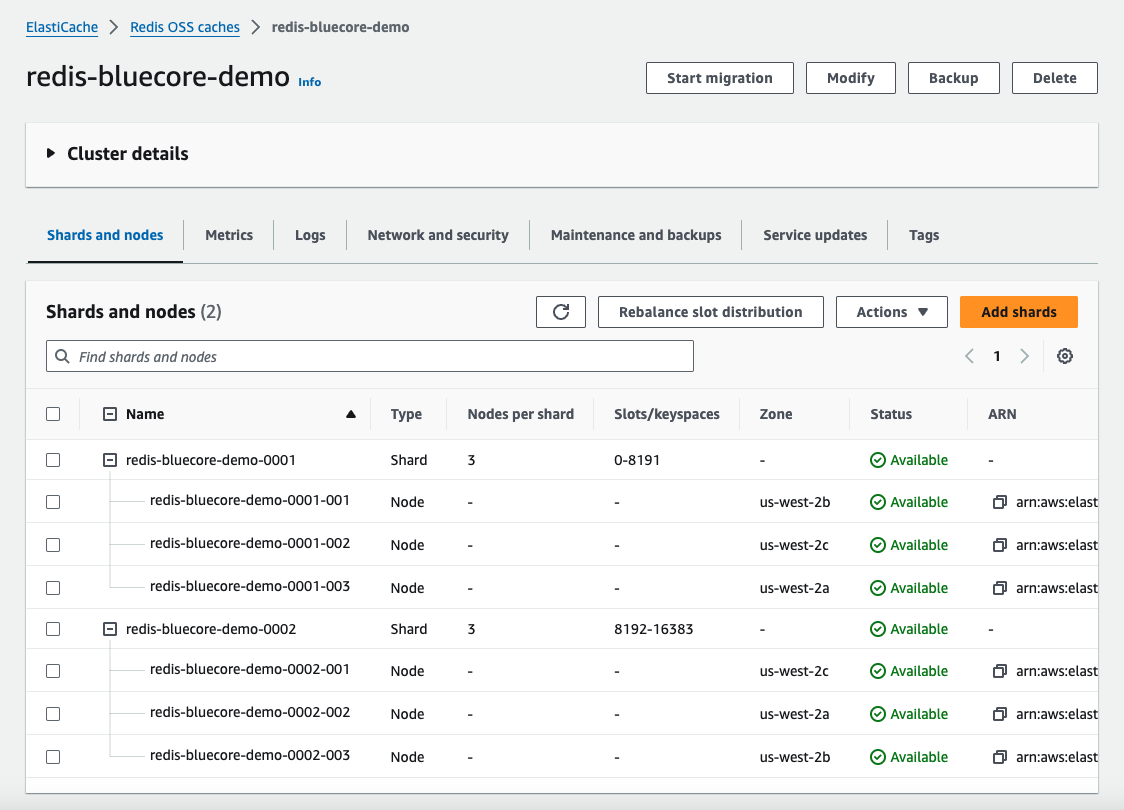 ElastiCache > Redis OSS caches > redis-bluecore-demo
redis-bluecore-demo Info
Start migration Modify Backup Delete
Cluster details
Shards and nodes Metrics Logs Network and security Maintenance and backups Service updates Tags
Shards and nodes (2) Rebalance slot distribution Actions Add shards
Find shards and nodes 1
Name Type Nodes per shard Slots/keyspaces Zone Status ARN
redis-bluecore-demo-0001 Shard 3 0-8191 - Available -
redis-bluecore-demo-0001-001 Node - - us-west-2b Available arn:aws:elast
redis-bluecore-demo-0001-002 Node - - us-west-2c Available arn:aws:elast
redis-bluecore-demo-0001-003 Node - - us-west-2a Available arn:aws:elast
redis-bluecore-demo-0002 Shard 3 8192-16383 - Available -
redis-bluecore-demo-0002-001 Node - - us-west-2c Available arn:aws:elast
redis-bluecore-demo-0002-002 Node - - us-west-2a Available arn:aws:elast
redis-bluecore-demo-0002-003 Node - - us-west-2b Available arn:aws:elast